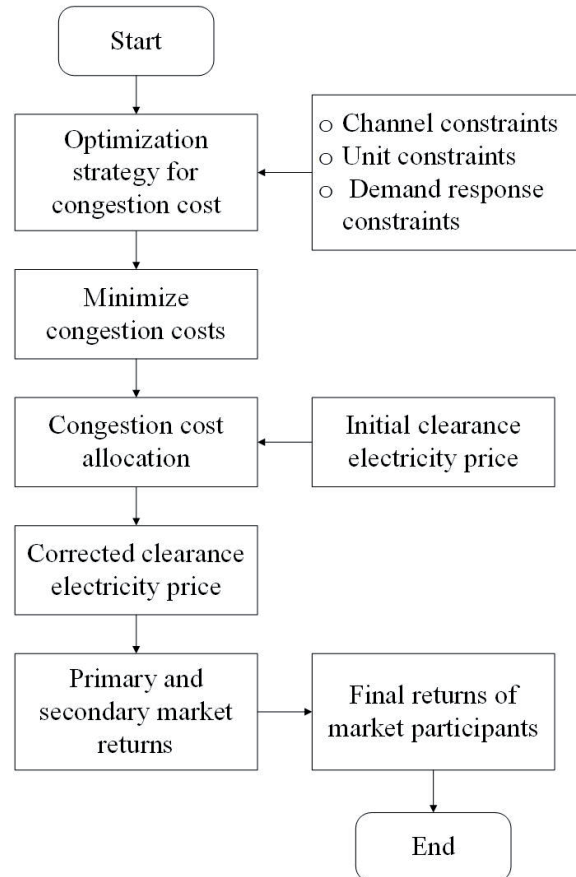 Start
Optimization
strategy for
congestion cost
o Channel constraints
o Unit constraints
o Demand response
constraints
Minimize
congestion costs
Congestion cost
allocation
Initial clearance
electricity price
Corrected clearance
electricity price
Primary and
secondary market
returns
Final returns of
market participants
End